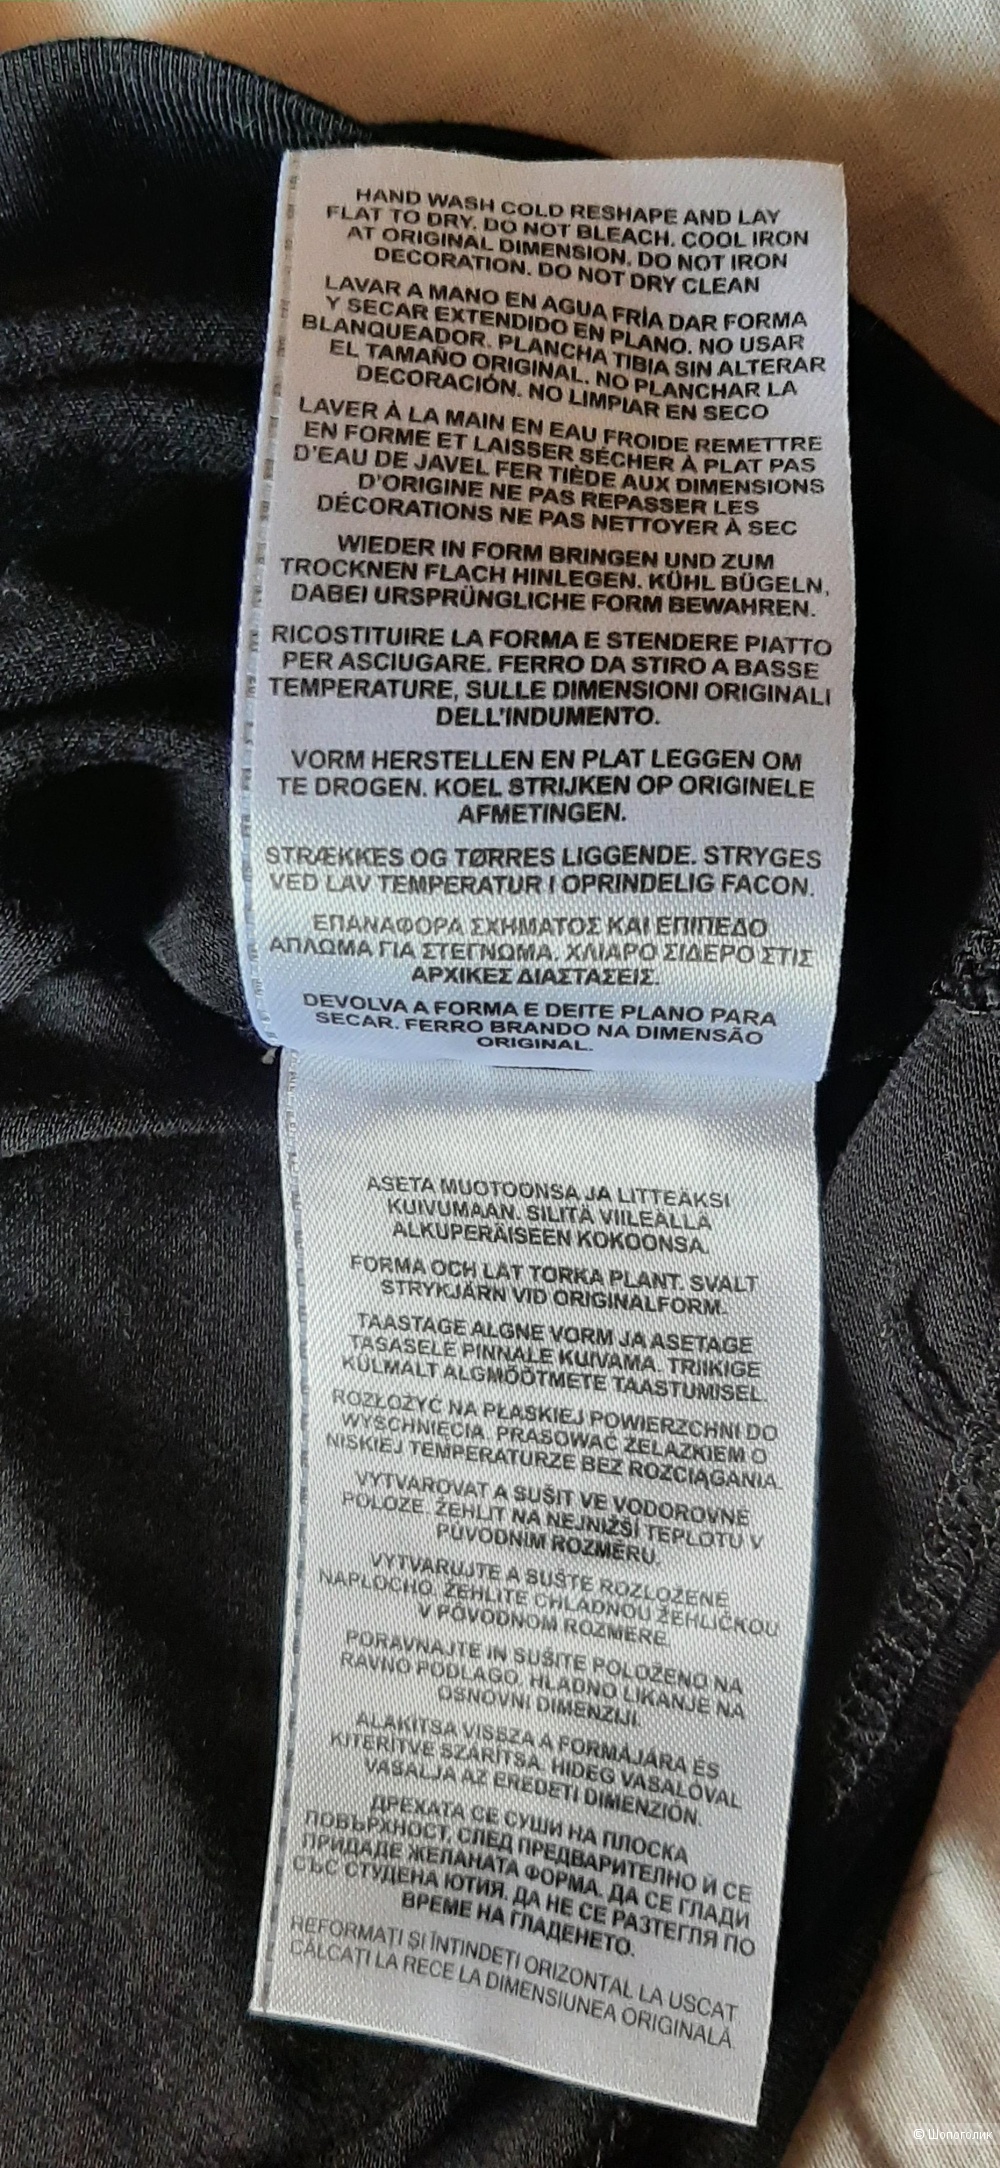 HAND WASH COLD RESHAPE AND LAY
FLAT TO DRY. DO NOT BLEACH. COOL IRON
AT ORIGINAL DIMENSION. DO NOT IRON
DECORATION. DO NOT DRY CLEAN
LAVAR A MANO EN AGUA FRÍA DAR FORMA
Y SECAR EXTENDIDO EN PLANO. NO USAR
BLANQUEADOR. PLANCHA TIBIA SIN ALTERAR
EL TAMAÑO ORIGINAL. NO PLANCHAR LA
DECORACIÓN. NO LIMPIAR EN SECO
LAVER À LA MAIN EN EAU FROIDE REMETTRE
EN FORME ET LAISSER SÉCHER À PLAT PAS
D'EAU DE JAVEL FER TIÈDE AUX DIMENSIONS
D'ORIGINE NE PAS REPASSER LES
DÉCORATIONS NE PAS NETTOYER À SEC
WIEDER IN FORM BRINGEN UND ZUM
TROCKNEN FLACH HINLEGEN. KÜHL BÜGELN,
DABEI URSPRÜNGLICHE FORM BEWAHREN.
RICOSTITUIRE LA FORMA E STENDERE PIATTO
PER ASCIUGARE. FERRO DA STIRO A BASSE
TEMPERATURE, SULLE DIMENSIONI ORIGINALI
DELL'INDUMENTO.
VORM HERSTELLEN EN PLAT LEGGEN OM
TE DROGEN. KOEL STRIJKEN OP ORIGINELE
AFMETINGEN.
STRÆKKES OG TØRRES LIGGENDE. STRYGES
VED LAV TEMPERATUR I OPRINDELIG FACON.
ΕΠΑΝΑΦΟΡΑ ΣΧΗΜΑΤΟΣ ΚΑΙ ΕΠΙΠΕΔΟ
ΑΠΛΩΜΑ ΓΙΑ ΣΤΕΓΝΩΜΑ. ΧΛΙΑΡΟ ΣΙΔΕΡΟ ΣΤΙΣ
ΑΡΧΙΚΕΣ ΔΙΑΣΤΑΣΕΙΣ.
DEVOLVA A FORMA E DEITE PLANO PARA
SECAR. FERRO BRANDO NA DIMENSÃO
ORIGINAL.
ASETA MUOTOONSA JA LITTEÄKSI
KUIVUMAAN. SILITÄ VIILEÄLLÄ
ALKUPERÄISEEN KOKOONSA.
FORMA OCH LÄT TORKA PLANT. SVALT
STRYKJÄRN VID ORIGINALFORM.
TAASTAGE ALGNE VORM JA ASETAGE
TASASELE PINNALE KUIVAMA. TRIIKIGE
KÜLMALT ALGMÕÕTMETE TAASTUMISEL.
ROZŁOŻYĆ NA PŁASKIEJ POWIERZCHNI DO
WYSCHNIĘCIA. PRASOWAĆ ŻELAZKIEM O
NISKIEJ TEMPERATURZE BEZ ROZCIĄGANIA.
VYTVAROVAT A SUŠIT VE VODOROVNÉ
POLOZE. ŽEHLIT NA NEJNIŽŠÍ TEPLOTU V
PŮVODNÍM ROZMĚRU.
VYTVARUJTE A SUŠTE ROZLOŽENÉ
NAPLOCHO. ŽEHLITE CHLADNOU ŽEHLIČKOU
V PÔVODNOM ROZMERE.
PORAVNAJTE IN SUŠITE POLOŽENO NA
RAVNO PODLAGO. HLADNO LIKANJE NA
OSNOVNI DIMENZIJI.
ALAKÍTSA VISSZA A FORMÁJÁRA ÉS
KITERÍTVE SZÁRÍTSA. HIDEG VASALÓVAL
VASALJA AZ EREDETI DIMENZIÓN.
ДРЕХАТА СЕ СУШИ НА ПЛОСКА
ПОВЪРХНОСТ, СЛЕД ПРЕДВАРИТЕЛНО Й СЕ
ПРИДАДЕ ЖЕЛАНАТА ФОРМА. ДА СЕ ГЛАДИ
СЪС СТУДЕНА ЮТИЯ. ДА НЕ СЕ РАЗТЕГЛЯ ПО
ВРЕМЕ НА ГЛАДЕНЕТО.
REFORMAȚI ȘI ÎNTINDEȚI ORIZONTAL LA USCAT
CĂLCAȚI LA RECE LA DIMENSIUNEA ORIGINALĂ.
© Шопоголик